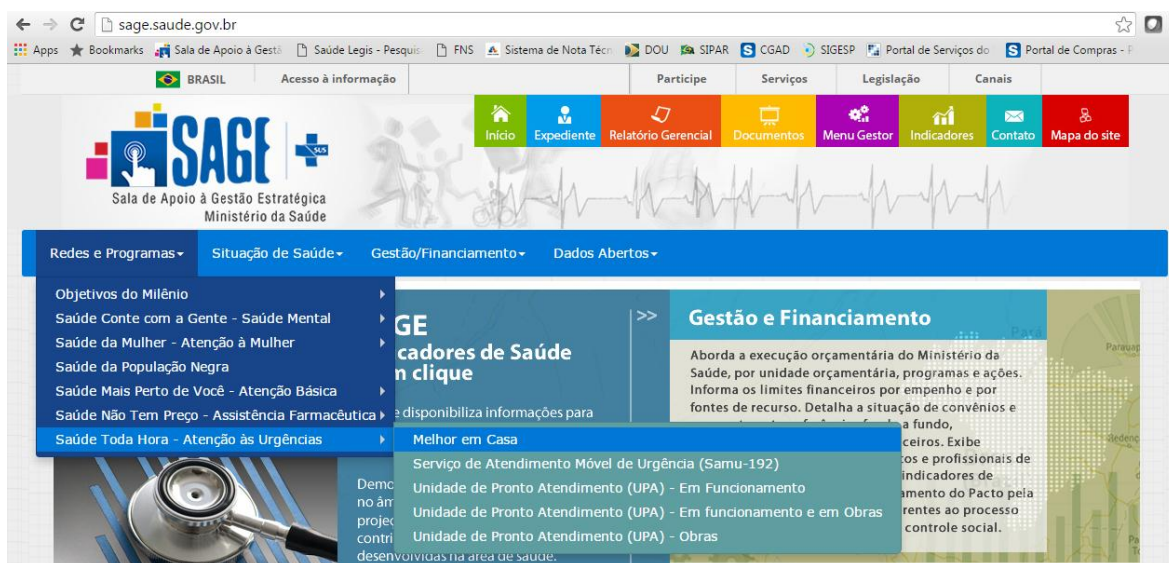 sage.saude.gov.br
Apps Bookmarks Sala de Apoio à Gestã Saúde Legis - Pesquis FNS Sistema de Nota Técn DOU SIPAR CGAD SIGESP Portal de Serviços do Portal de Compras - P
BRASIL Acesso à informação Participe Serviços Legislação Canais
Início Expediente Relatório Gerencial Documentos Menu Gestor Indicadores Contato Mapa do site
SAGE SUS
Sala de Apoio à Gestão Estratégica
Ministério da Saúde
Redes e Programas Situação de Saúde Gestão/Financiamento Dados Abertos
Objetivos do Milênio
Saúde Conte com a Gente - Saúde Mental
Saúde da Mulher - Atenção à Mulher
Saúde da População Negra
Saúde Mais Perto de Você - Atenção Básica
Saúde Não Tem Preço - Assistência Farmacêutica
Saúde Toda Hora - Atenção às Urgências
Melhor em Casa
Serviço de Atendimento Móvel de Urgência (Samu-192)
Unidade de Pronto Atendimento (UPA) - Em Funcionamento
Unidade de Pronto Atendimento (UPA) - Em funcionamento e em Obras
Unidade de Pronto Atendimento (UPA) - Obras
GE
cadores de Saúde
m clique
e disponibiliza informações para
Demo
no âm
projeç
contri
desenvolvidas na área de saúde.
>>
Gestão e Financiamento
Aborda a execução orçamentária do Ministério da
Saúde, por unidade orçamentária, programas e ações.
Informa os limites financeiros por empenho e por
fontes de recurso. Detalha a situação de convênios e
a fundo,
ceiros. Exibe
os e profissionais de
indicadores de
amento do Pacto pela
rentes ao processo
controle social.
Pará